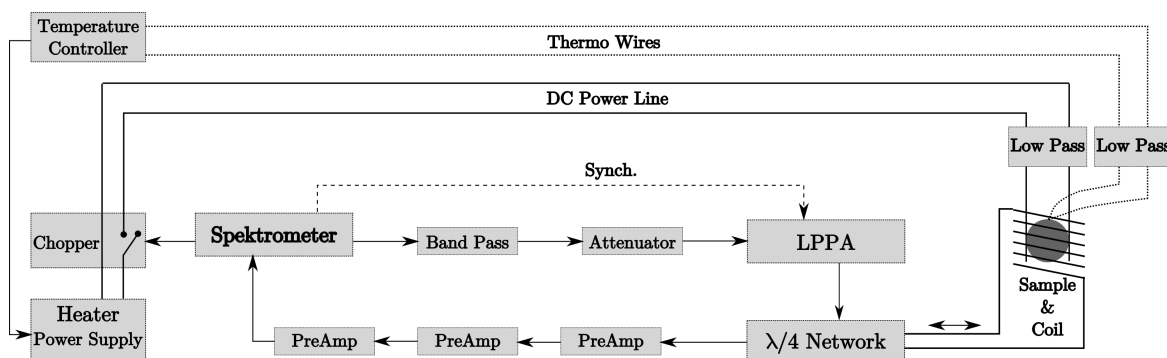 Temperature
Controller
Thermo Wires
DC Power Line
Low Pass
Low Pass
Synch.
Chopper
Spektrometer
Band Pass
Attenuator
LPPA
Sample
&
Coil
Heater
Power Supply
PreAmp
PreAmp
PreAmp
λ/4 Network